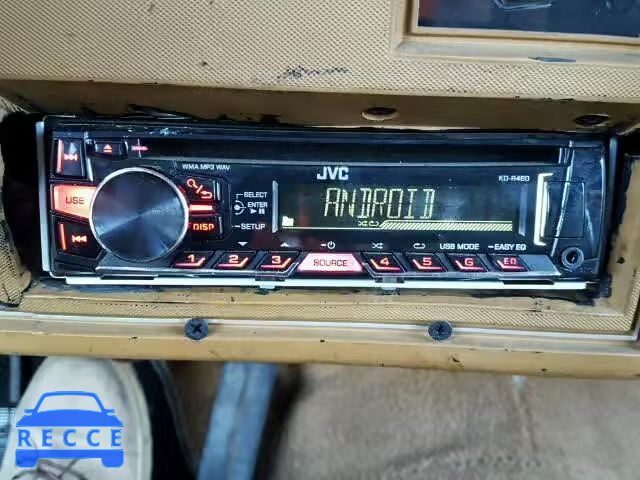 WMA MP3 WAV
JVC
KD-R460
USB
SELECT
ENTER
SETUP
DISP
ANDROID
USB MODE
EASY EQ
1
2
3
SOURCE
4
5
6
EQ
RECCE